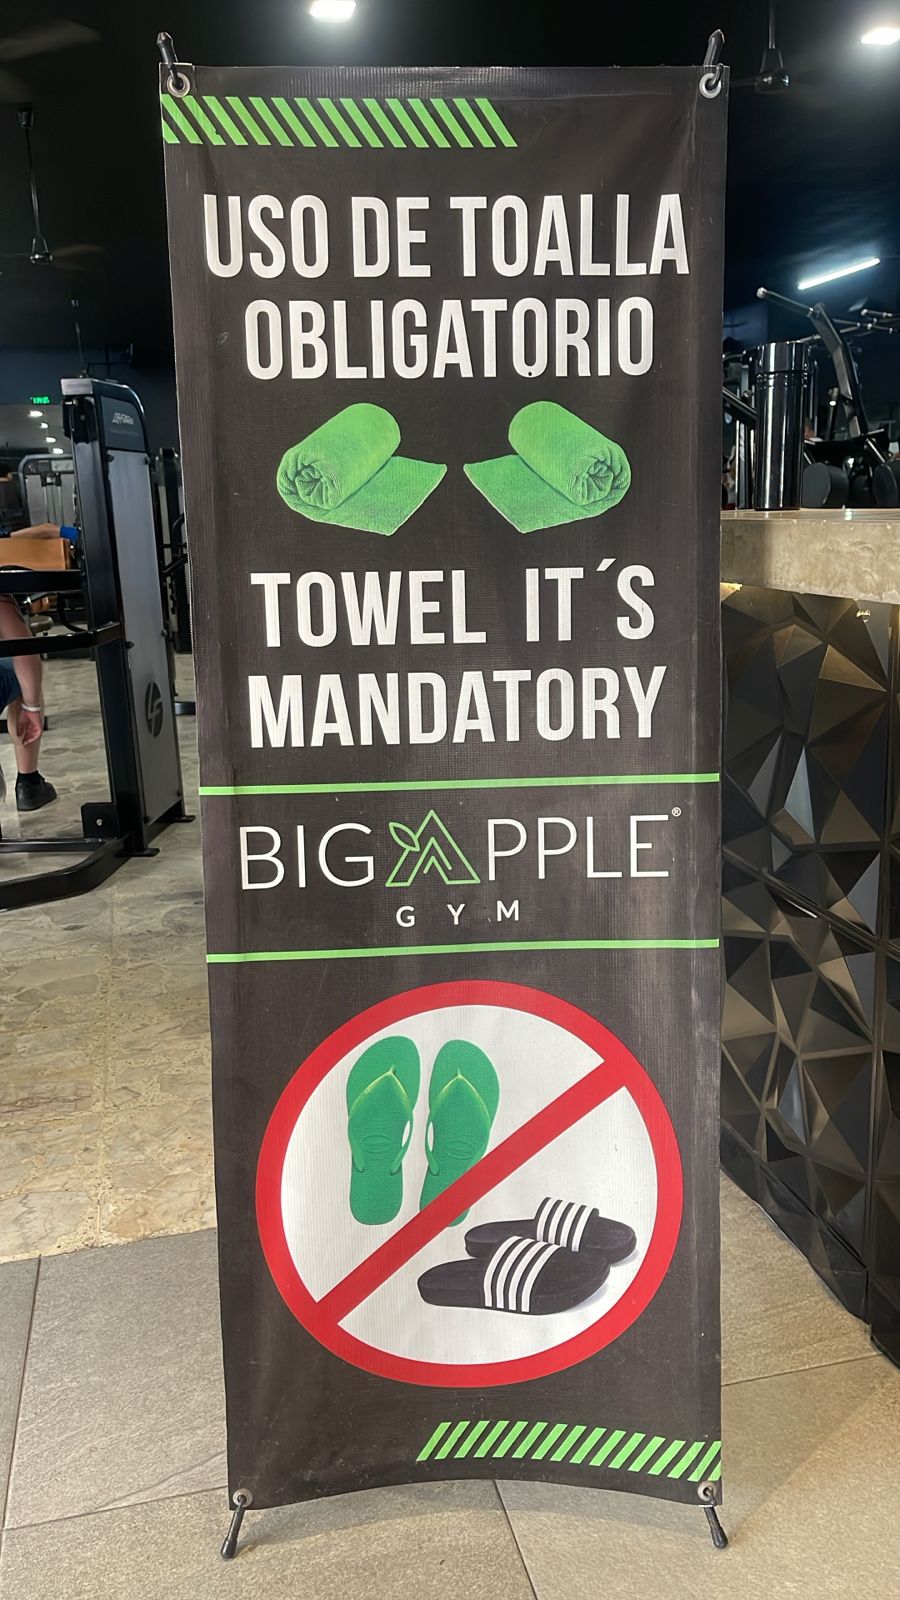 USO DE TOALLA
OBLIGATORIO
TOWEL IT´S
MANDATORY
BIG APPLE®
GYM